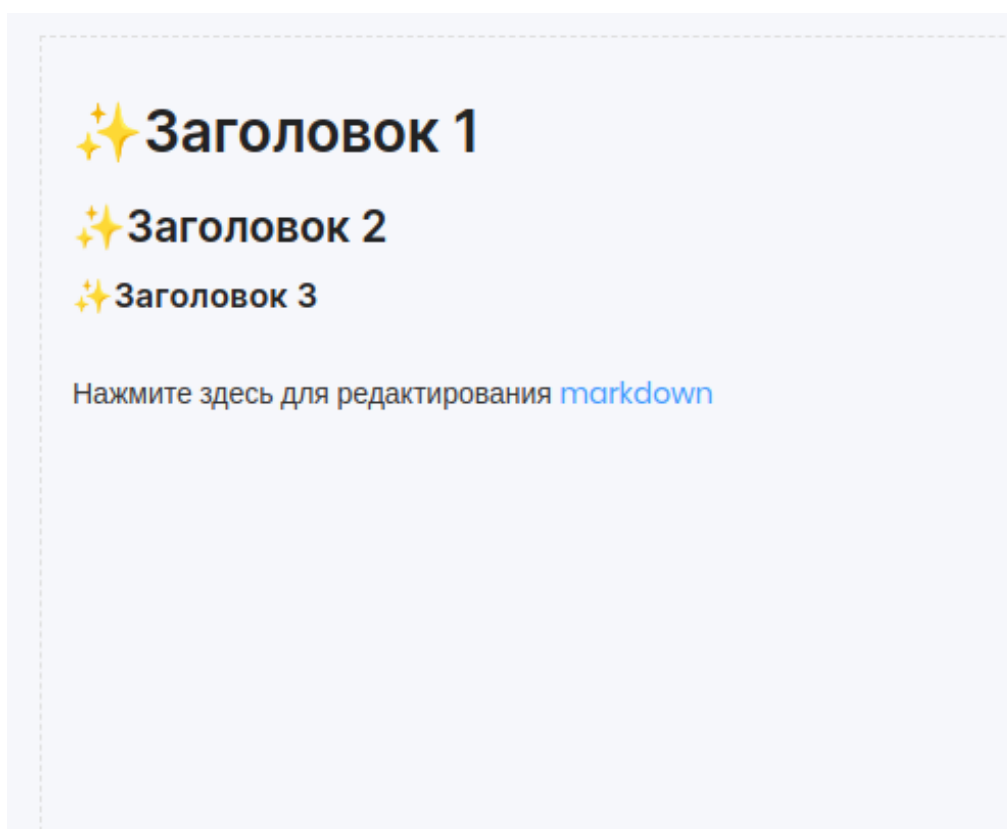 ✨Заголовок 1
✨Заголовок 2
✨Заголовок 3
Нажмите здесь для редактирования markdown